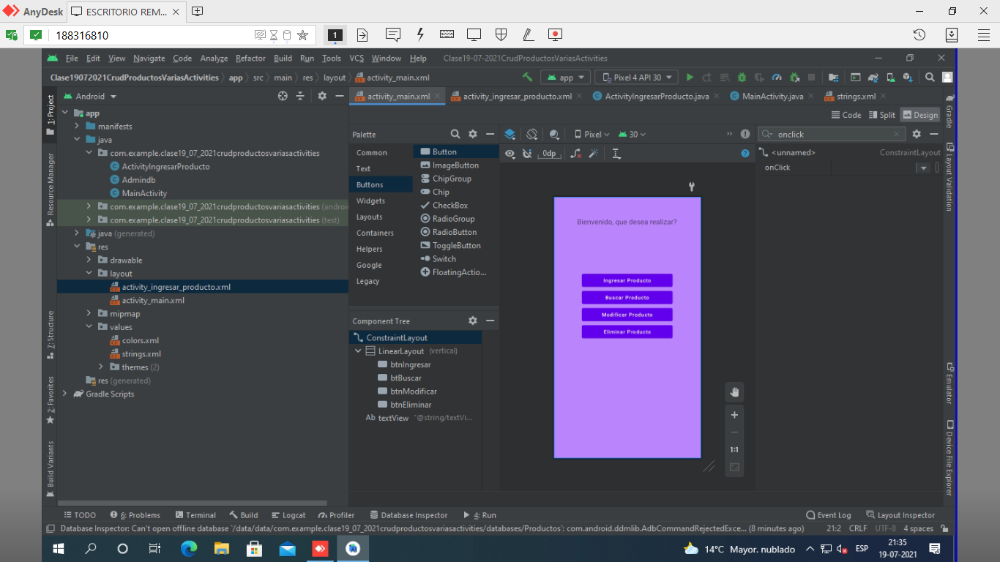 AnyDesk
ESCRITORIO REM...
188316810
1
File Edit View Navigate Code Analyze Refactor Build Run Tools VCS Window Help Clase19-07-2021CrudProductosVariasActivities
Clase19072021CrudProductosVariasActivities app src main res layout activity_main.xml app Pixel 4 API 30
Android
activity_main.xml activity_ingresar_producto.xml ActivityIngresarProducto.java MainActivity.java strings.xml
Code Split Design
1: Project
Resource Manager
Z: Structure
2: Favorites
Build Variants
app
manifests
java
com.example.clase19_07_2021crudproductosvariasactivities
ActivityIngresarProducto
Admindb
MainActivity
com.example.clase19_07_2021crudproductosvariasactivities (androi
com.example.clase19_07_2021crudproductosvariasactivities (test)
java (generated)
res
drawable
layout
activity_ingresar_producto.xml
activity_main.xml
mipmap
values
colors.xml
strings.xml
themes (2)
res (generated)
Gradle Scripts
Palette
Common
Text
Buttons
Widgets
Layouts
Containers
Helpers
Google
Legacy
Button
ImageButton
ChipGroup
Chip
CheckBox
RadioGroup
RadioButton
ToggleButton
Switch
FloatingActio...
Component Tree
ConstraintLayout
LinearLayout (vertical)
btnIngresar
btBuscar
btnModificar
btnEliminar
Ab textView "@string/textVi...
Pixel 30
0dp
Bienvenido, que desea realizar?
Ingresar Producto
Buscar Producto
Modificar Producto
Eliminar Producto
1:1
onclick
<unnamed> ConstraintLayout
onClick
Gradle
Layout Validation
Emulator
Device File Explorer
TODO 6: Problems Terminal Build Logcat Profiler Database Inspector 4: Run Event Log Layout Inspector
Database Inspector: Can't open offline database `/data/data/com.example.clase19_07_2021crudproductosvariasactivities/databases/Productos`: com.android.ddmlib.AdbCommandRejectedExce... (8 minutes ago) 21:2 CRLF UTF-8 4 spaces
14°C Mayor. nublado ESP 21:35
19-07-2021